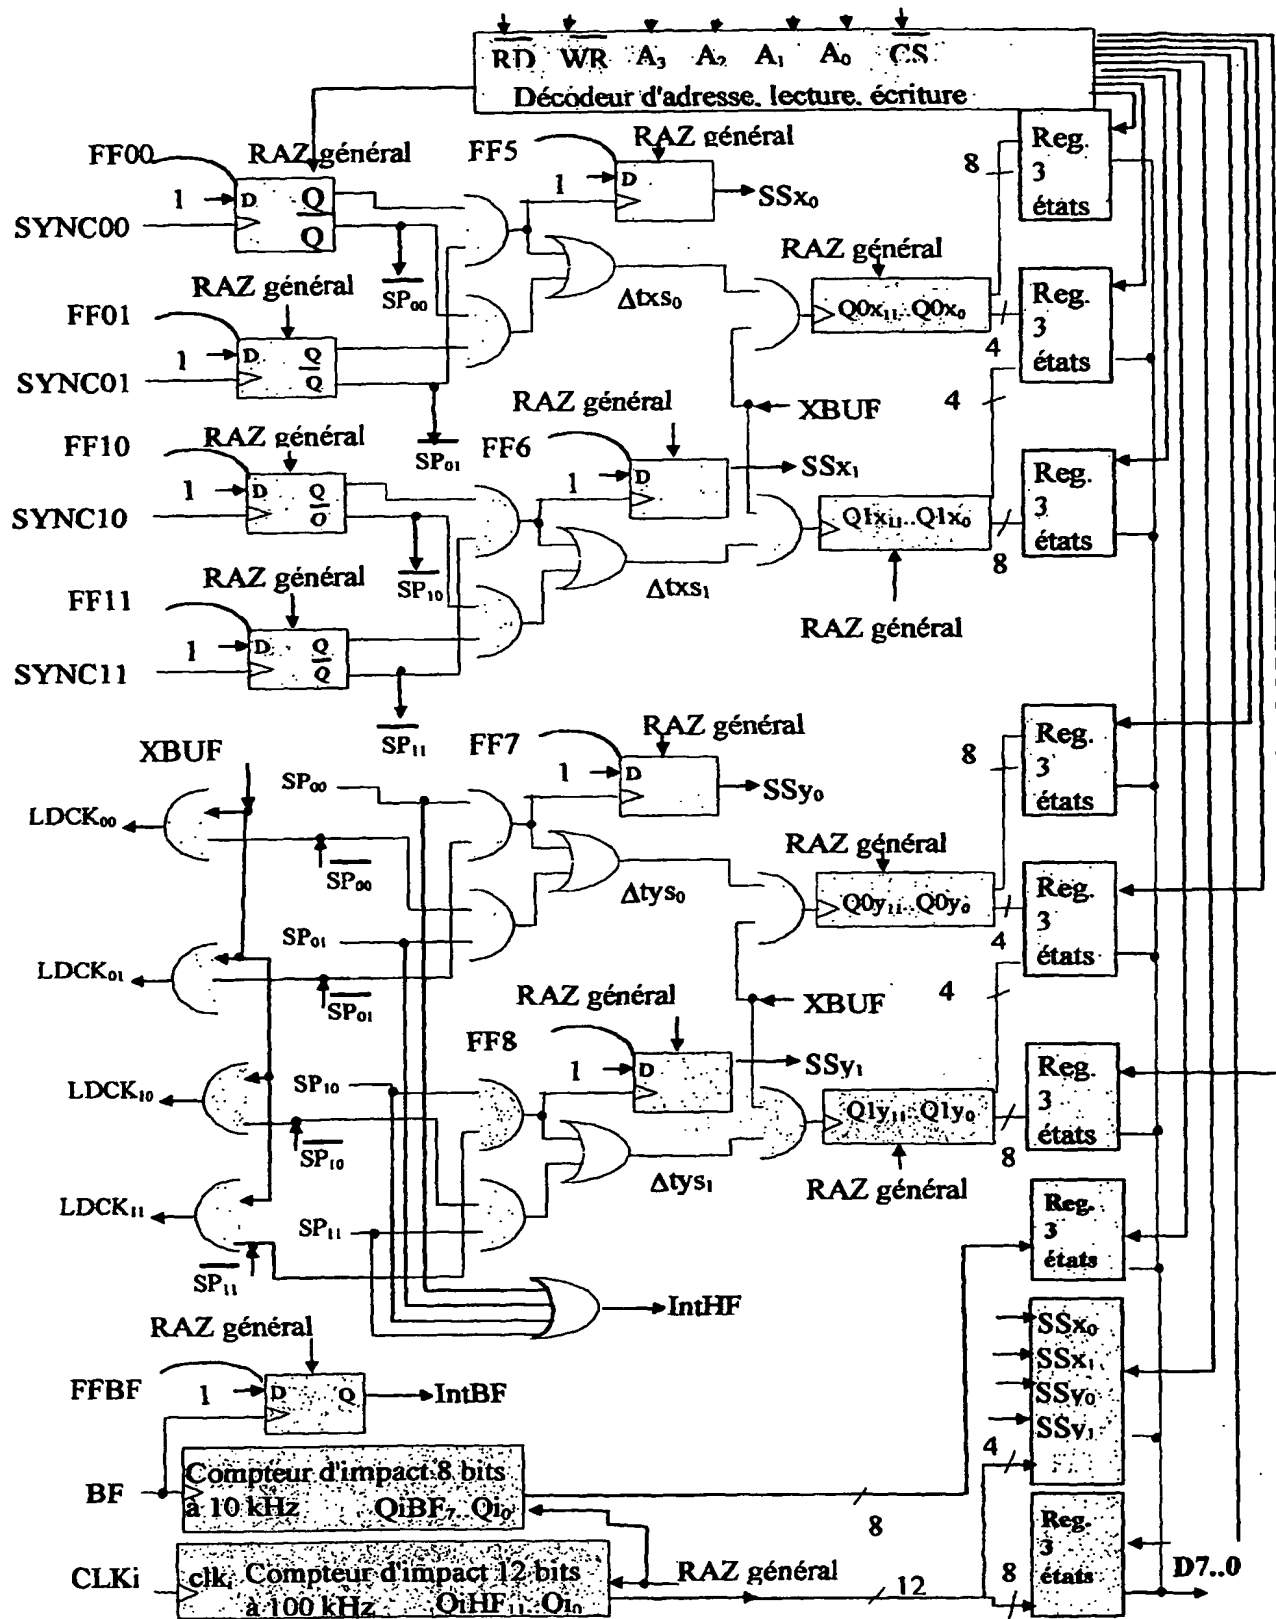 RD WR A3 A2 A1 A0 CS
Décodeur d'adresse, lecture, écriture
FF00
RAZ général
1
D
Q
Q
SYNC00
SP00
FF5
RAZ général
1
D
SSx0
8
Reg.
3
états
FF01
RAZ général
1
D
Q
Q
SYNC01
SP01
Δtxs0
RAZ général
Q0x11..Q0x0
4
Reg.
3
états
XBUF
4
FF10
RAZ général
1
D
Q
Q
SYNC10
SP10
FF6
RAZ général
1
D
SSx1
Δtxs1
Q1x11..Q1x0
8
RAZ général
Reg.
3
états
FF11
RAZ général
1
D
Q
Q
SYNC11
SP11
XBUF
LDCK00
SP00
SP00
FF7
RAZ général
1
D
SSy0
8
Reg.
3
états
LDCK01
SP01
SP01
Δtys0
RAZ général
Q0y11..Q0y0
4
Reg.
3
états
XBUF
4
LDCK10
SP10
SP10
FF8
RAZ général
1
D
SSy1
Δtys1
Q1y11..Q1y0
8
RAZ général
Reg.
3
états
LDCK11
SP11
SP11
IntHF
Reg.
3
états
FFBF
RAZ général
1
D
Q
IntBF
SSx0
SSx1
SSy0
SSy1
4
BF
Compteur d'impact 8 bits
à 10 kHz QiBF7..Qi0
8
CLKi
clki Compteur d'impact 12 bits
à 100 kHz QiHF11..Qi0
RAZ général
12
8
Reg.
3
états
D7..0